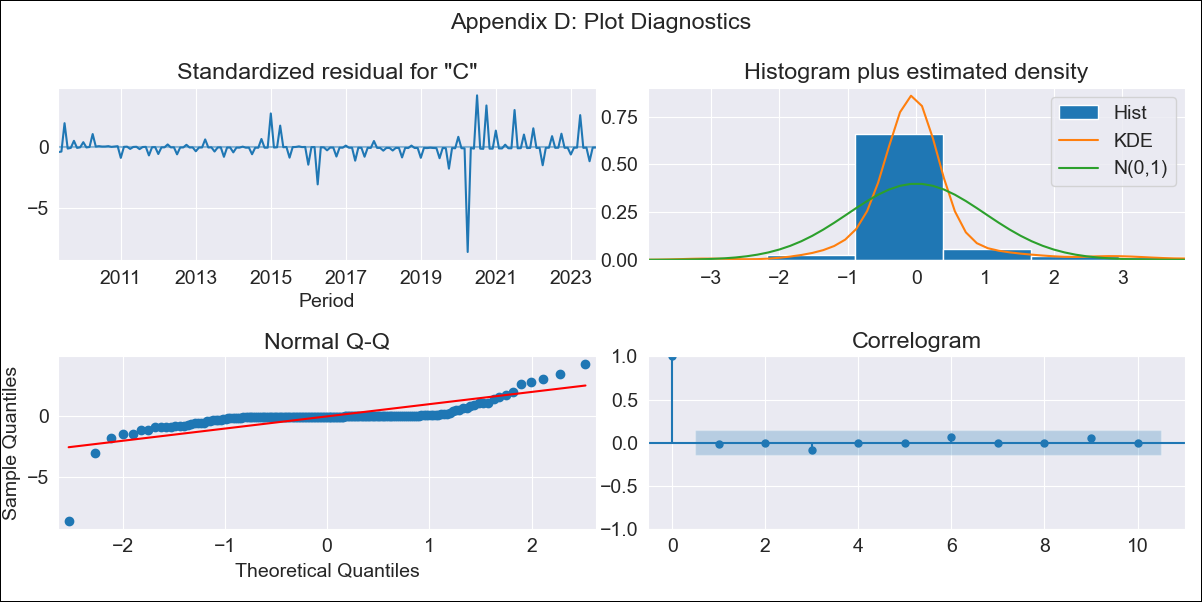 Appendix D: Plot Diagnostics
Standardized residual for "C"
0
−5
2011 2013 2015 2017 2019 2021 2023
Period
Histogram plus estimated density
0.75
0.50
0.25
0.00
Hist
KDE
N(0,1)
−3 −2 −1 0 1 2 3
Normal Q-Q
Sample Quantiles
0
−5
−2 −1 0 1 2
Theoretical Quantiles
Correlogram
1.0
0.5
0.0
−0.5
−1.0
0 2 4 6 8 10